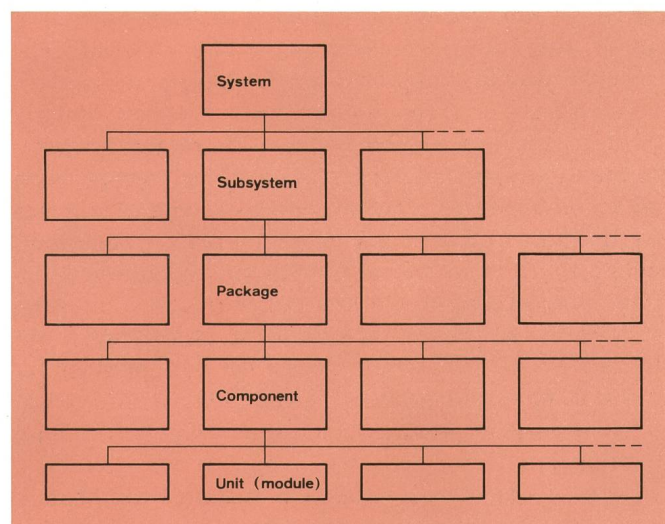 System
Subsystem
Package
Component
Unit (module)